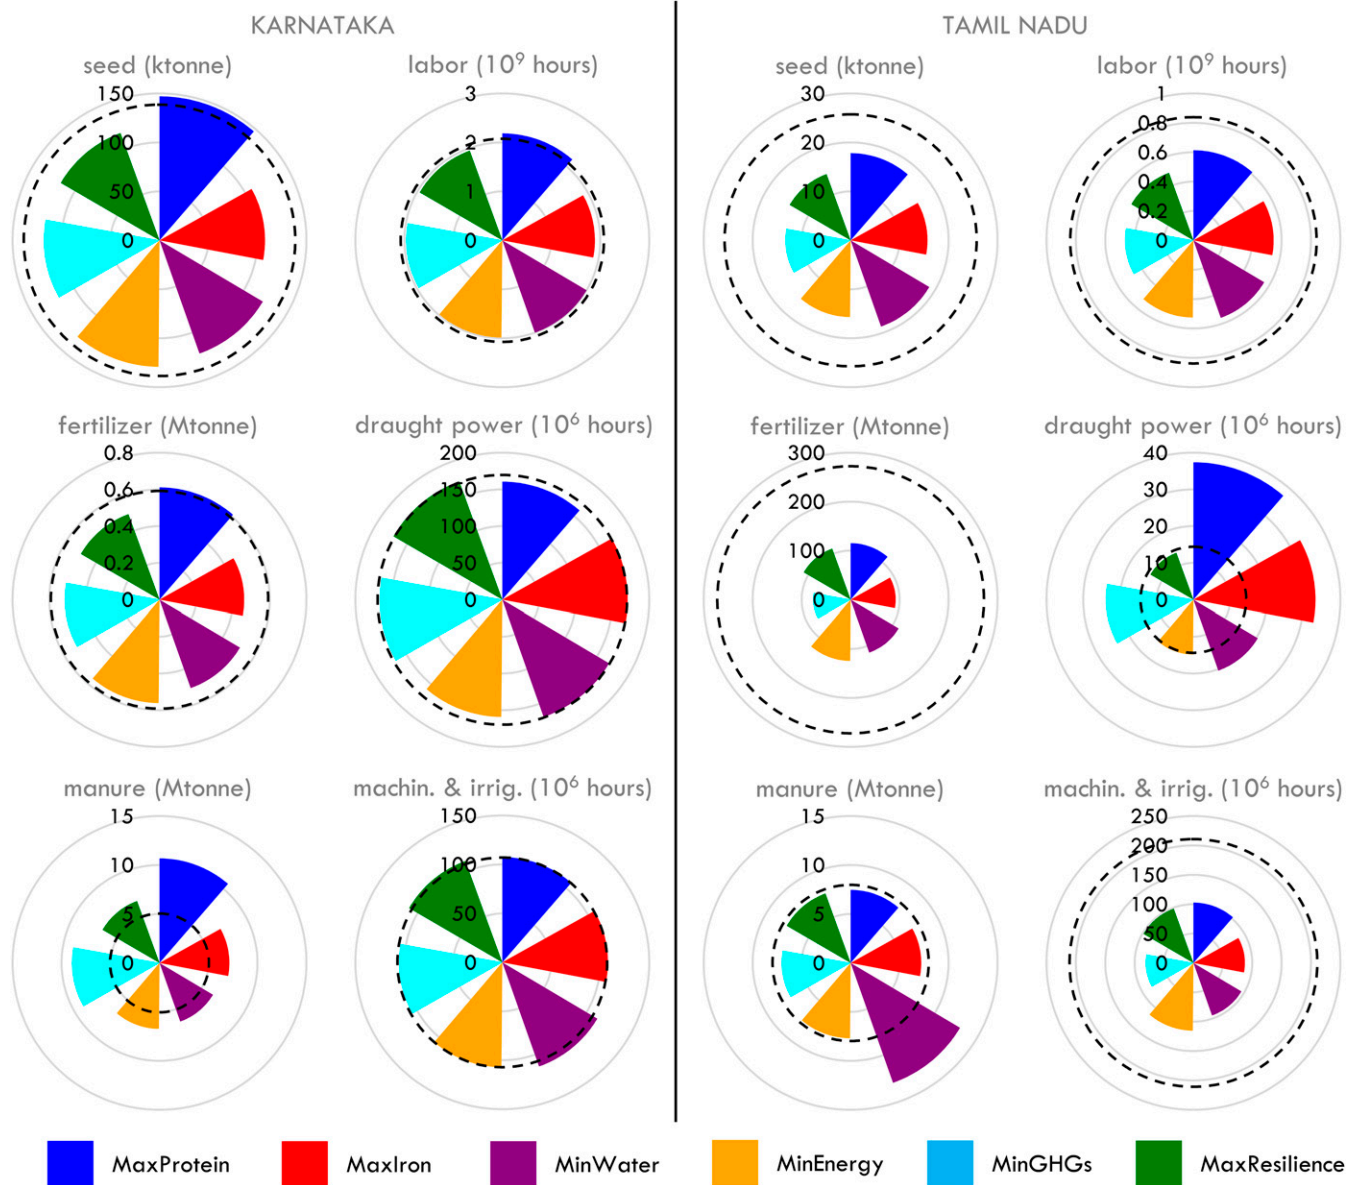 KARNATAKA
TAMIL NADU
seed (ktonne)
labor (10⁹ hours)
seed (ktonne)
labor (10⁹ hours)
150
100
50
0
3
2
1
0
30
20
10
0
1
0.8
0.6
0.4
0.2
0
fertilizer (Mtonne)
draught power (10⁶ hours)
fertilizer (Mtonne)
draught power (10⁶ hours)
0.8
0.6
0.4
0.2
0
200
150
100
50
0
300
200
100
0
40
30
20
10
0
manure (Mtonne)
machin. & irrig. (10⁶ hours)
manure (Mtonne)
machin. & irrig. (10⁶ hours)
15
10
5
0
150
100
50
0
15
10
5
0
250
200
150
100
50
0
MaxProtein
MaxIron
MinWater
MinEnergy
MinGHGs
MaxResilience